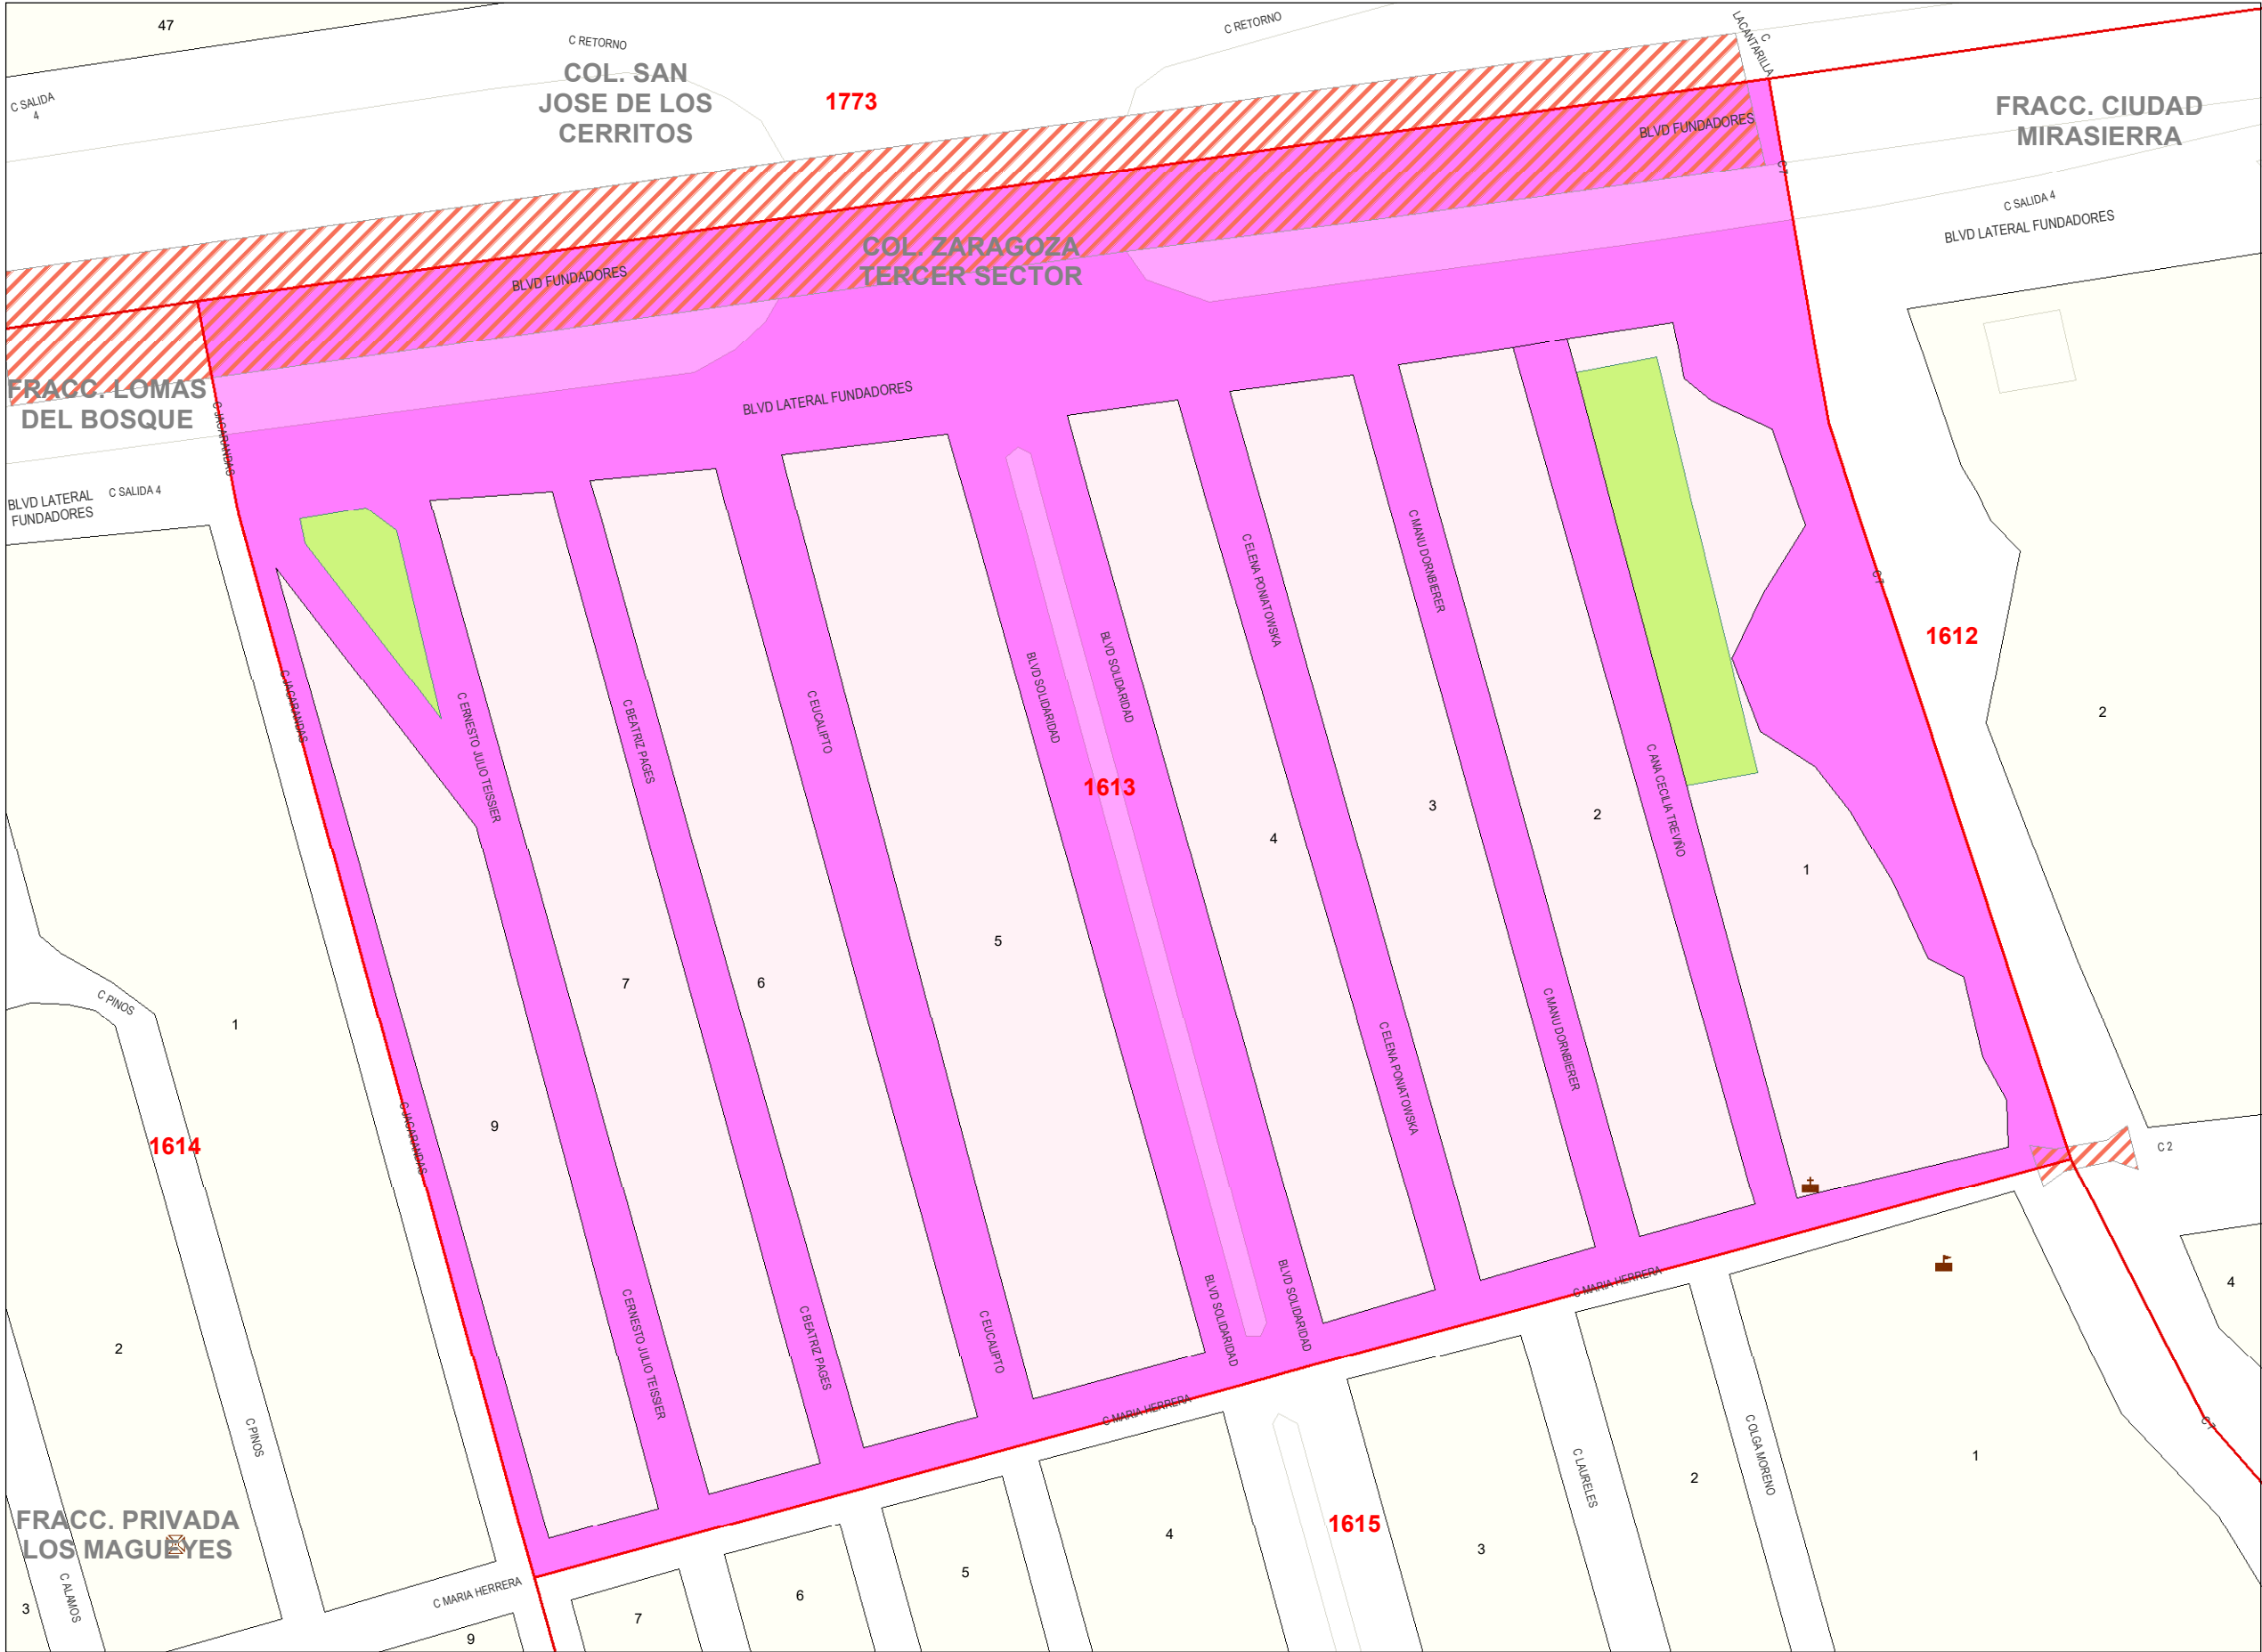 47
C RETORNO
C RETORNO
C
LACANTARILLA
COL. SAN
JOSE DE LOS
CERRITOS
1773
C SALIDA
4
FRACC. CIUDAD
MIRASIERRA
BLVD FUNDADORES
C 7
C SALIDA 4
BLVD LATERAL FUNDADORES
COL. ZARAGOZA
TERCER SECTOR
BLVD FUNDADORES
FRACC. LOMAS
DEL BOSQUE
C JACARANDAS
BLVD LATERAL FUNDADORES
BLVD LATERAL
FUNDADORES
C SALIDA 4
C ELENA PONIATOWSKA
C MANU DORNBIERER
C 7
1612
2
C JACARANDAS
C ERNESTO JULIO TEISSIER
C BEATRIZ PAGES
C EUCALIPTO
BLVD SOLIDARIDAD
BLVD SOLIDARIDAD
1613
C ANA CECILIA TREVIÑO
3
2
4
1
5
7
6
9
C PINOS
1
C JACARANDAS
1614
C ELENA PONIATOWSKA
C MANU DORNBIERER
C 2
2
C ERNESTO JULIO TEISSIER
C BEATRIZ PAGES
C EUCALIPTO
BLVD SOLIDARIDAD
BLVD SOLIDARIDAD
C MARIA HERRERA
C MARIA HERRERA
4
C 7
C PINOS
C LAURELES
C OLGA MORENO
1
2
3
1615
4
5
6
7
9
FRACC. PRIVADA
LOS MAGUEYES
C MARIA HERRERA
C ALAMOS
3